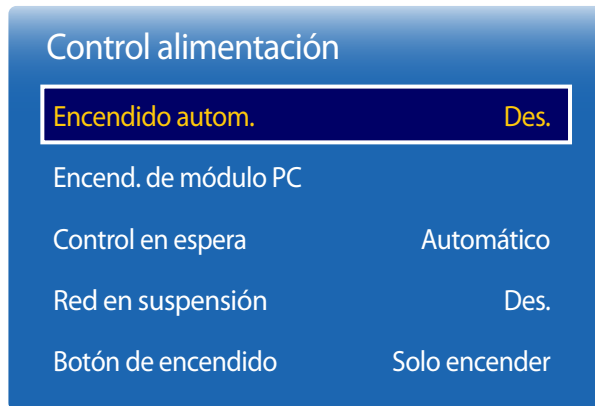 Control alimentación
Encendido autom. Des.
Encend. de módulo PC
Control en espera Automático
Red en suspensión Des.
Botón de encendido Solo encender